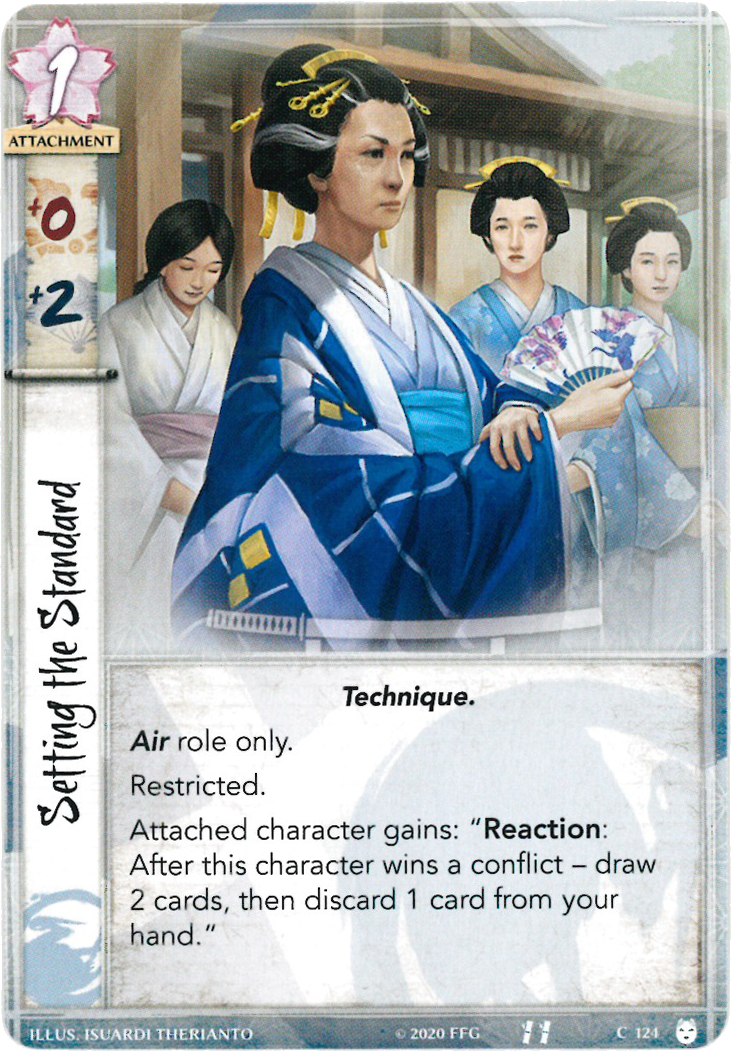 1
ATTACHMENT
+0
+2
Setting the Standard
Technique.
Air role only.
Restricted.
Attached character gains: “Reaction:
After this character wins a conflict – draw
2 cards, then discard 1 card from your
hand.”
ILLUS. ISUARDI THERIANTO
© 2020 FFG
C 124